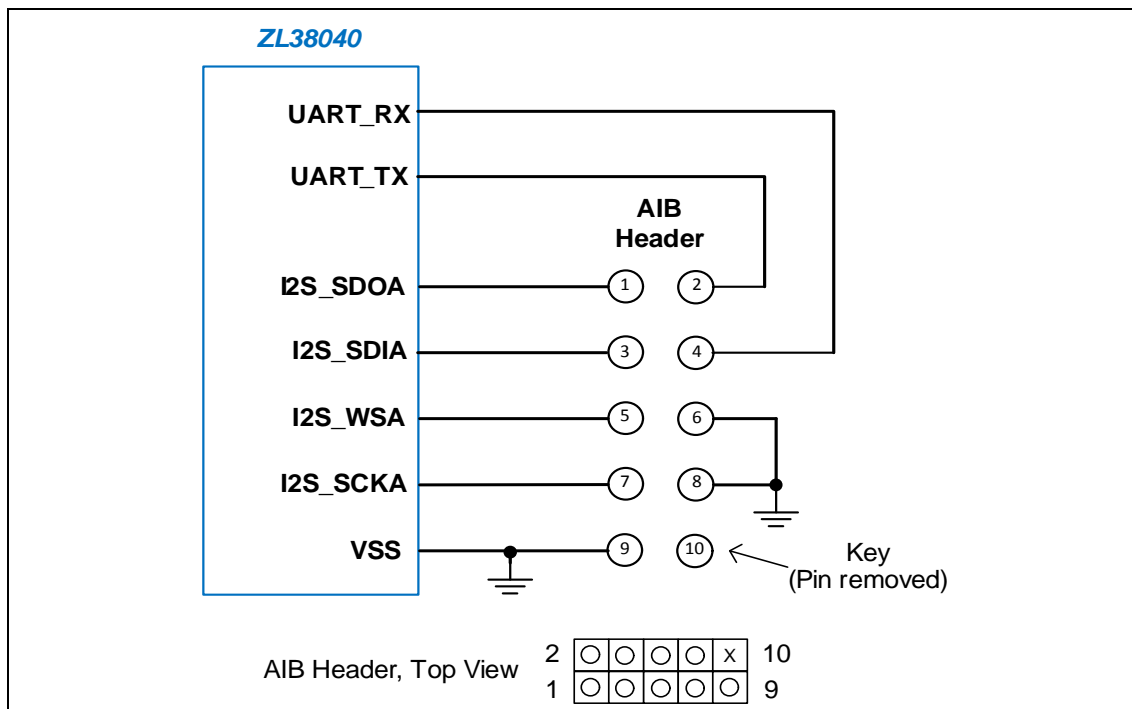 ZL38040
UART_RX
UART_TX
AIB
Header
I2S_SDOA 1 2
I2S_SDIA 3 4
I2S_WSA 5 6
I2S_SCKA 7 8
VSS 9 10
Key
(Pin removed)
AIB Header, Top View
2 X 10
1 9